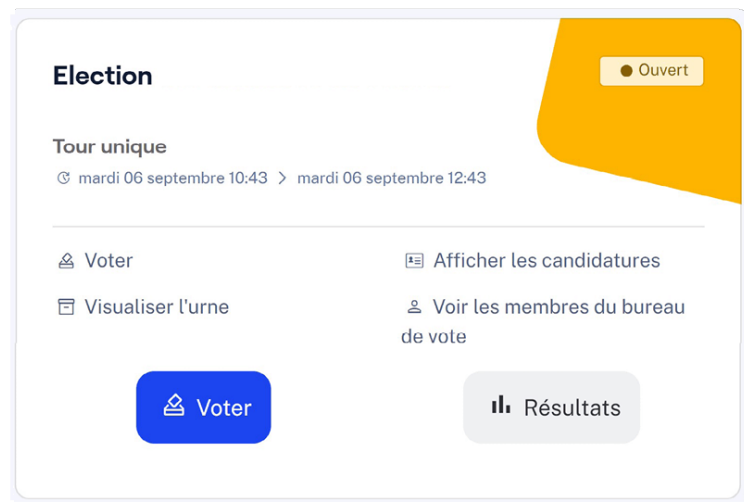 Election
Ouvert
Tour unique
mardi 06 septembre 10:43 > mardi 06 septembre 12:43
Voter
Afficher les candidatures
Visualiser l'urne
Voir les membres du bureau
de vote
Voter
Résultats